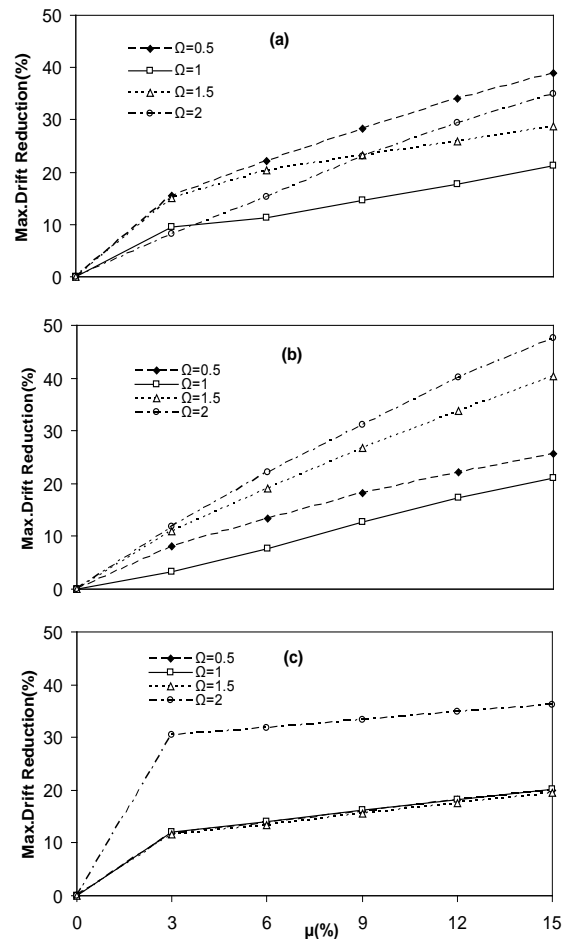 (a)
Ω=0.5
Ω=1
Ω=1.5
Ω=2
Max.Drift Reduction(%)
50
40
30
20
10
0
(b)
Ω=0.5
Ω=1
Ω=1.5
Ω=2
Max.Drift Reduction(%)
50
40
30
20
10
0
(c)
Ω=0.5
Ω=1
Ω=1.5
Ω=2
Max.Drift Reduction(%)
50
40
30
20
10
0
0 3 6 9 12 15
μ(%)